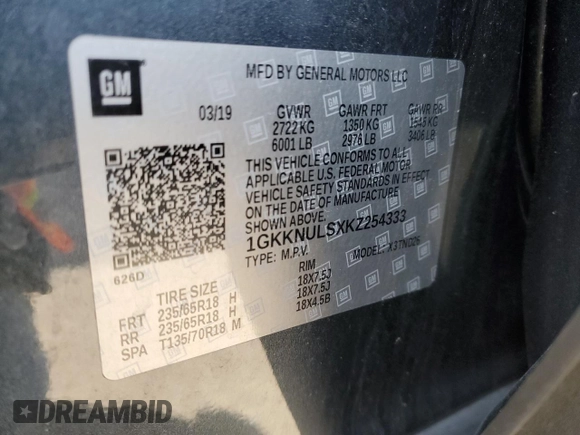 GM
MFD BY GENERAL MOTORS LLC
03/19 GVWR GAWR FRT GAWR RR
2722 KG 1350 KG 1545 KG
6001 LB 2976 LB 3406 LB
THIS VEHICLE CONFORMS TO ALL
APPLICABLE U.S. FEDERAL MOTOR
VEHICLE SAFETY STANDARDS IN EFFECT
ON THE DATE OF MANUFACTURE
SHOWN ABOVE.
1GKKNULSXKZ254333
TYPE: M.P.V. MODEL: X3TND26
626D
TIRE SIZE RIM
FRT 235/65R18 H 18X7.5J
RR 235/65R18 H 18X7.5J
SPA T135/70R18 M 18X4.5B
DREAMBID